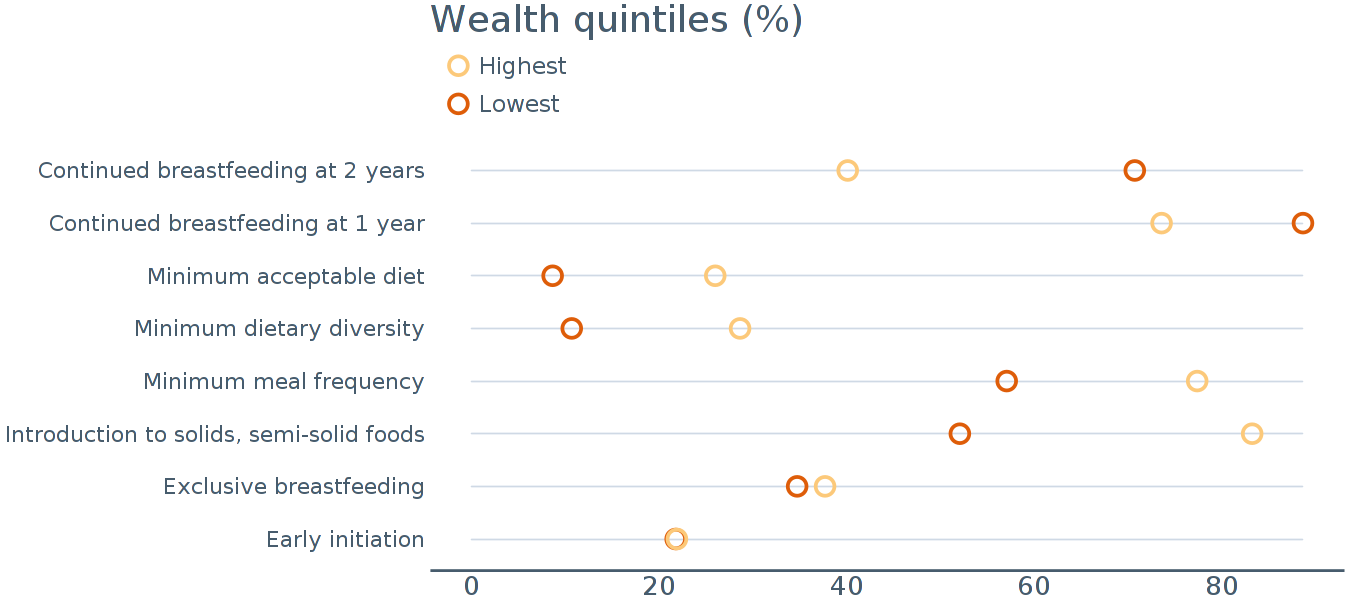 Wealth quintiles (%)
Highest
Lowest
Continued breastfeeding at 2 years
Continued breastfeeding at 1 year
Minimum acceptable diet
Minimum dietary diversity
Minimum meal frequency
Introduction to solids, semi-solid foods
Exclusive breastfeeding
Early initiation
0 20 40 60 80